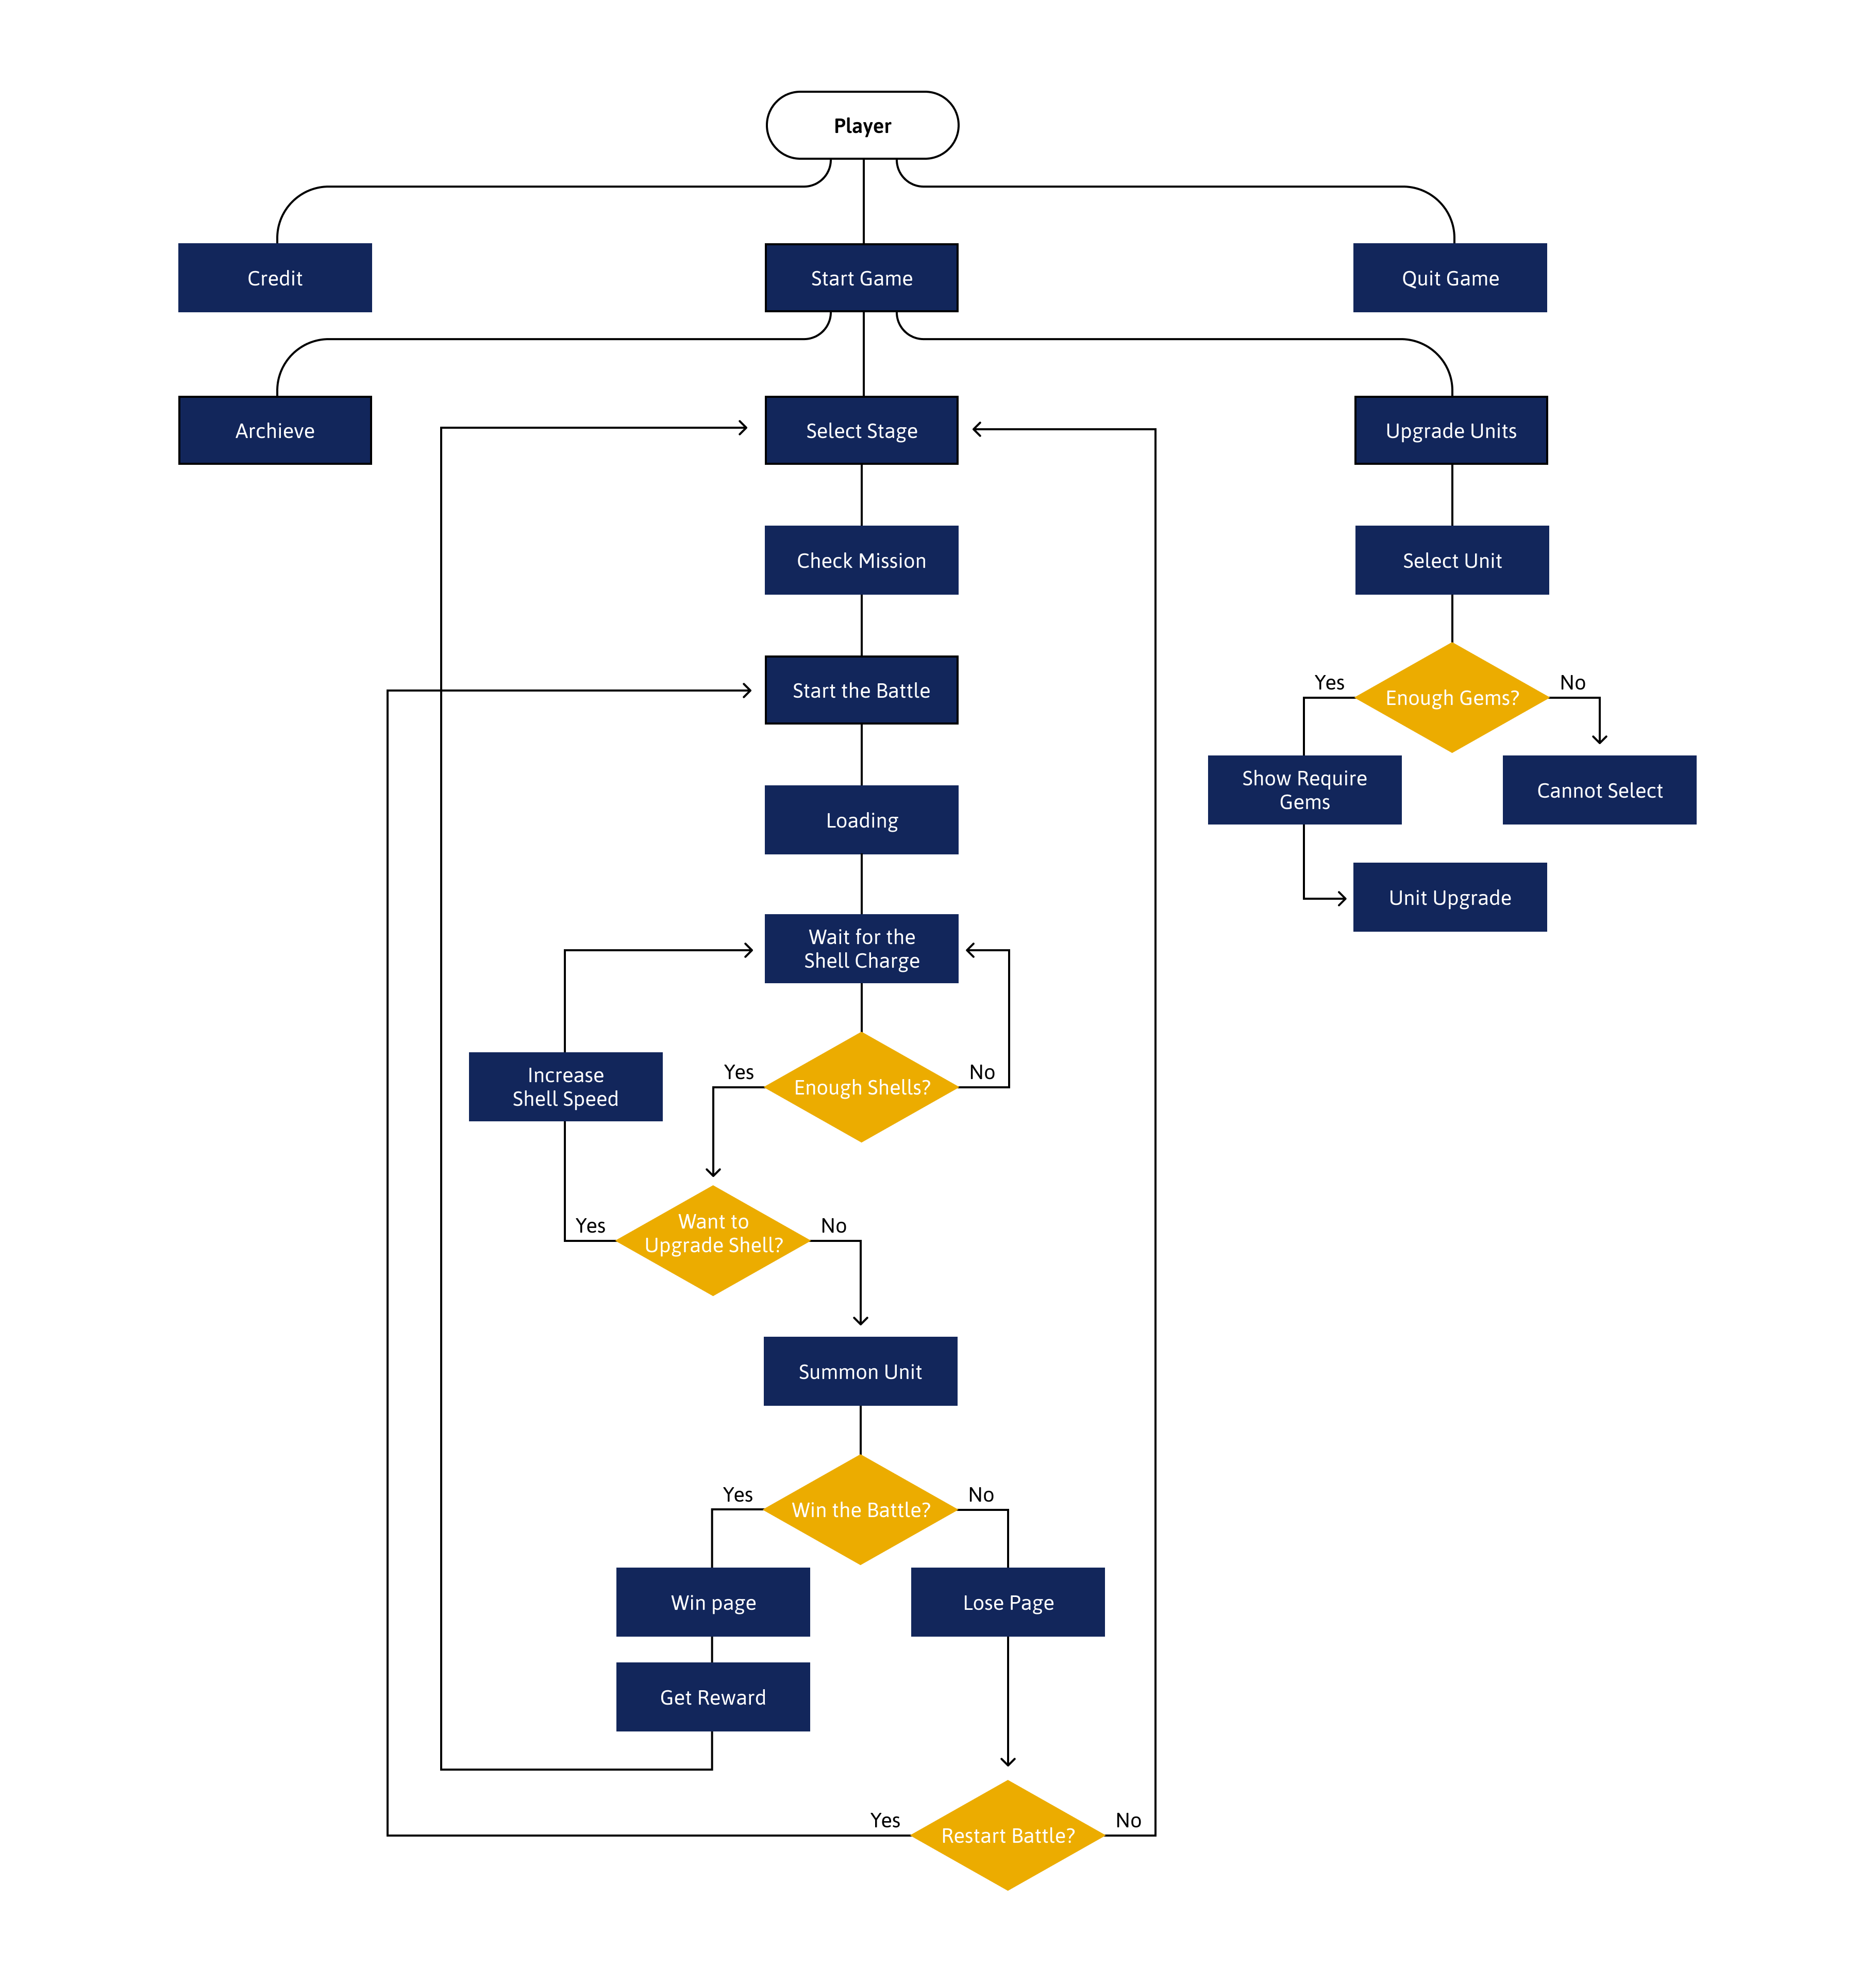 Player
Credit
Start Game
Quit Game
Archieve
Select Stage
Upgrade Units
Check Mission
Select Unit
Start the Battle
Yes
Enough Gems?
No
Show Require
Gems
Cannot Select
Loading
Unit Upgrade
Wait for the
Shell Charge
Increase
Shell Speed
Yes
Enough Shells?
No
Yes
Want to
Upgrade Shell?
No
Summon Unit
Yes
Win the Battle?
No
Win page
Lose Page
Get Reward
Yes
Restart Battle?
No